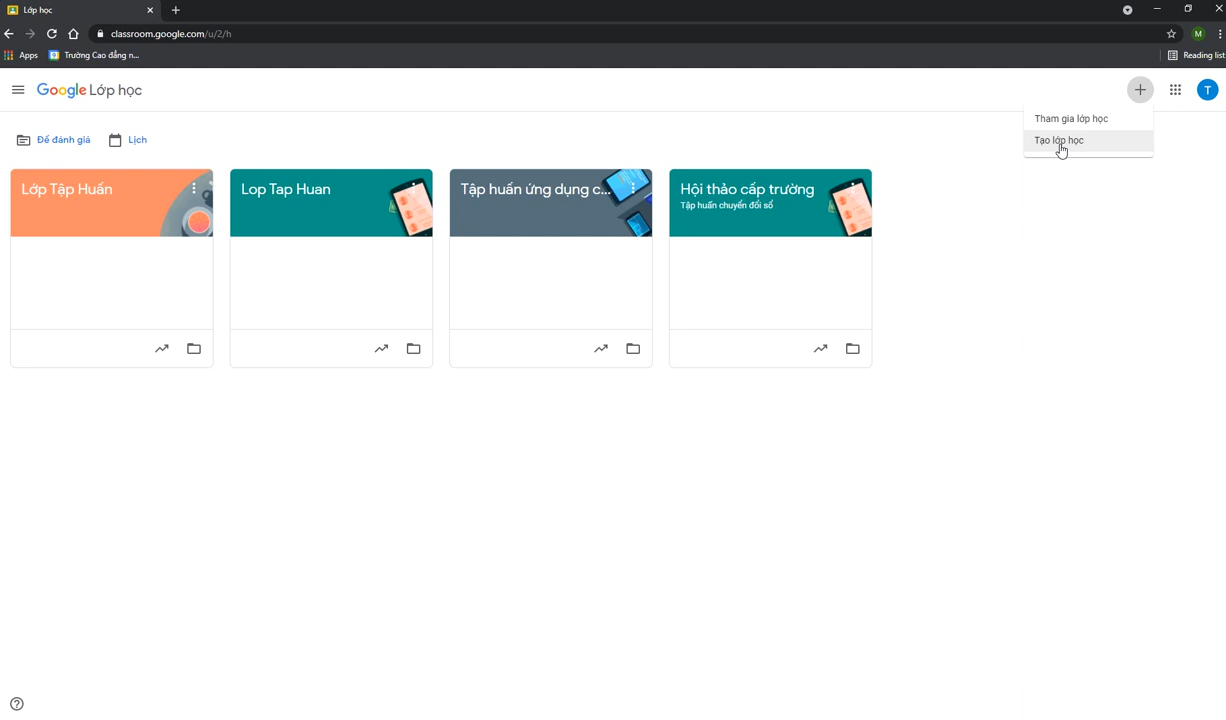 Lớp học
classroom.google.com/u/2/h
M
Apps
Trường Cao đẳng n...
Reading list
Google Lớp học
T
Tham gia lớp học
Tạo lớp học
Để đánh giá
Lịch
Lớp Tập Huấn
Lop Tap Huan
Tập huấn ứng dụng c...
Hội thảo cấp trường
Tập huấn chuyển đổi số